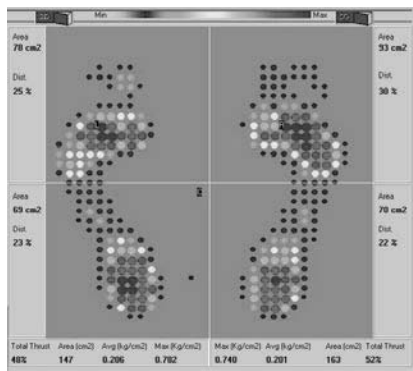 Min Max
Area
78 cm2
Dist.
25 %
Area
93 cm2
Dist.
30 %
Area
69 cm2
Dist.
23 %
Area
70 cm2
Dist.
22 %
Total Thrust Area (cm2) Avg (kg/cm2) Max (Kg/cm2) Max (Kg/cm2) Avg (kg/cm2) Area (cm2) Total Thrust
48% 147 0.206 0.782 0.740 0.201 163 52%